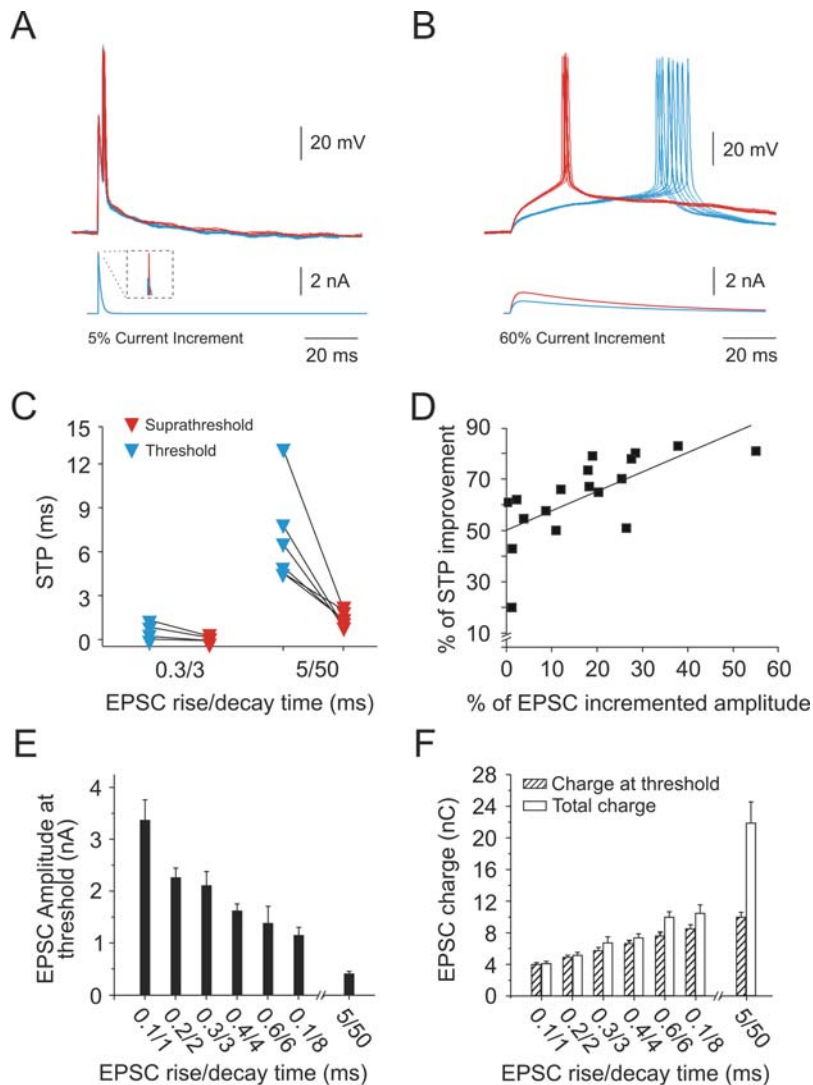 A
B
20 mV
20 mV
2 nA
2 nA
5% Current Increment
60% Current Increment
20 ms
20 ms
C
D
Suprathreshold
Threshold
15
12
9
6
3
0
STP (ms)
0.3/3
5/50
EPSC rise/decay time (ms)
90
70
50
30
10
% of STP improvement
0
10
20
30
40
50
60
% of EPSC incremented amplitude
E
F
4
3
2
1
0
EPSC Amplitude at
threshold (nA)
0.1/1
0.2/2
0.3/3
0.4/4
0.6/6
0.1/8
5/50
EPSC rise/decay time (ms)
Charge at threshold
Total charge
28
24
20
16
12
8
4
0
EPSC charge (nC)
0.1/1
0.2/2
0.3/3
0.4/4
0.6/6
0.1/8
5/50
EPSC rise/decay time (ms)